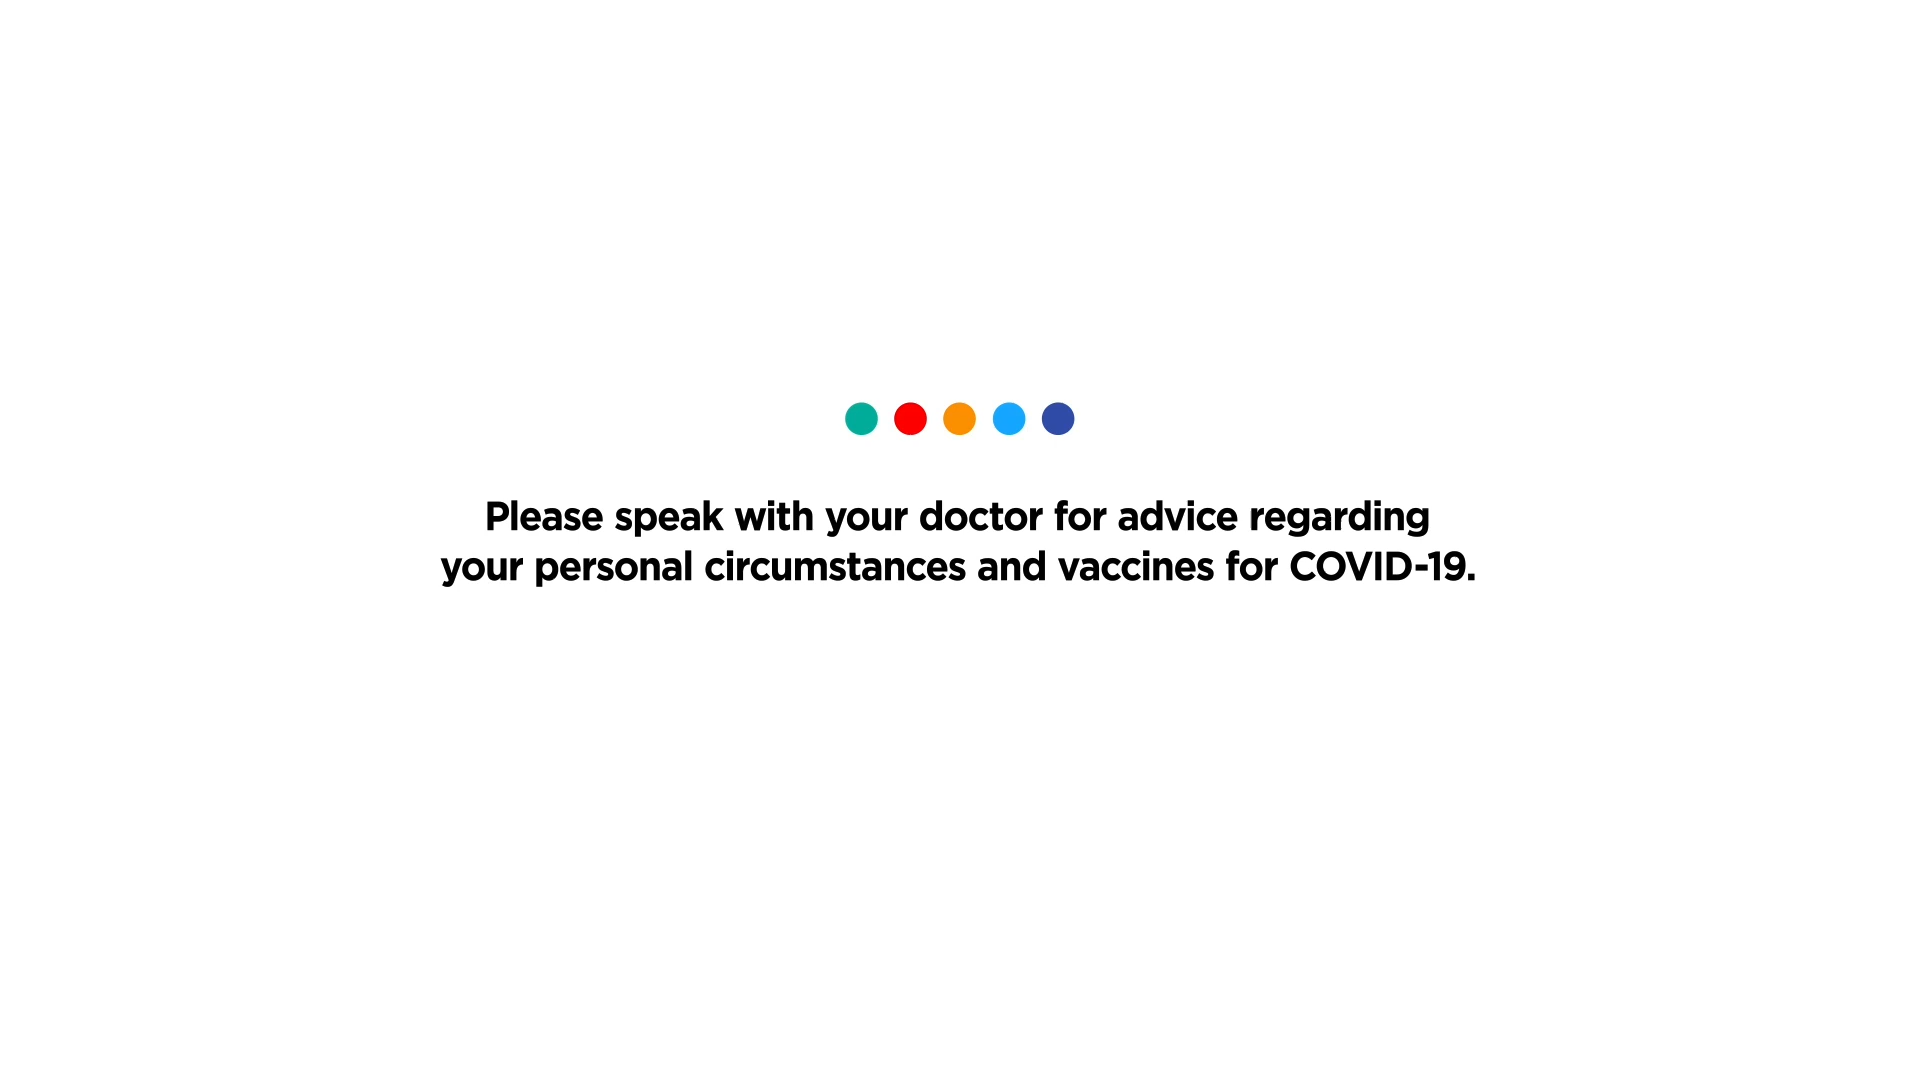 Please speak with your doctor for advice regarding
your personal circumstances and vaccines for COVID-19.